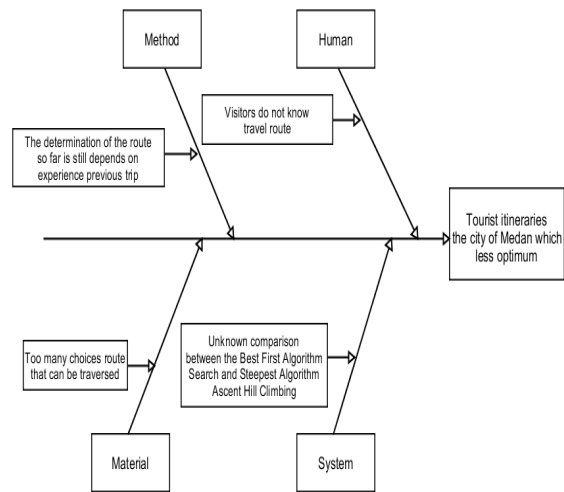 Method
Human
Visitors do not know
travel route
The determination of the route
so far is still depends on
experience previous trip
Tourist itineraries
the city of Medan which
less optimum
Too many choices route
that can be traversed
Unknown comparison
between the Best First Algorithm
Search and Steepest Algorithm
Ascent Hill Climbing
Material
System